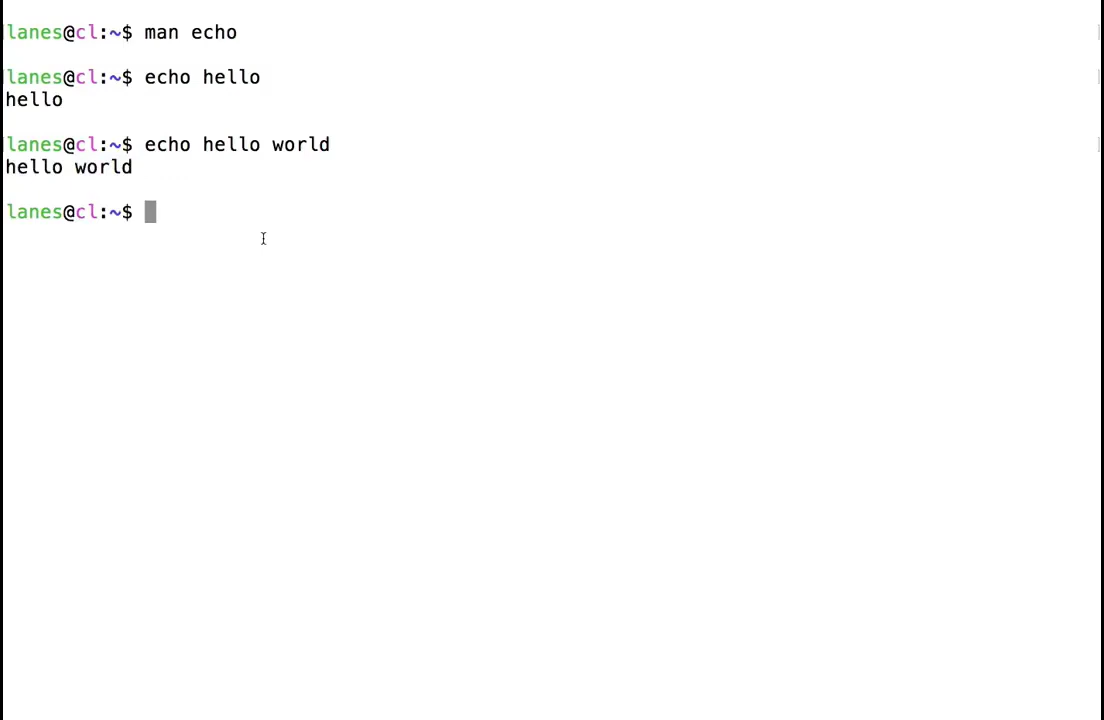 lanes@cl:~$ man echo
lanes@cl:~$ echo hello
hello
lanes@cl:~$ echo hello world
hello world
lanes@cl:~$